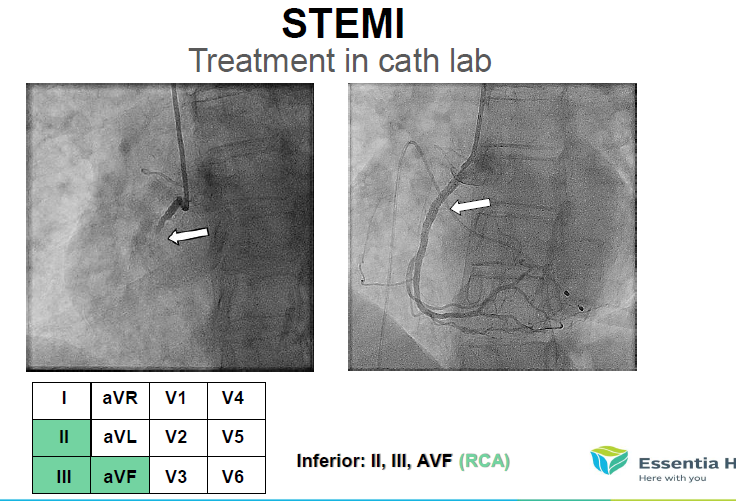 STEMI
Treatment in cath lab
I aVR V1 V4
II aVL V2 V5
III aVF V3 V6
Inferior: II, III, AVF (RCA)
Essentia H
Here with you